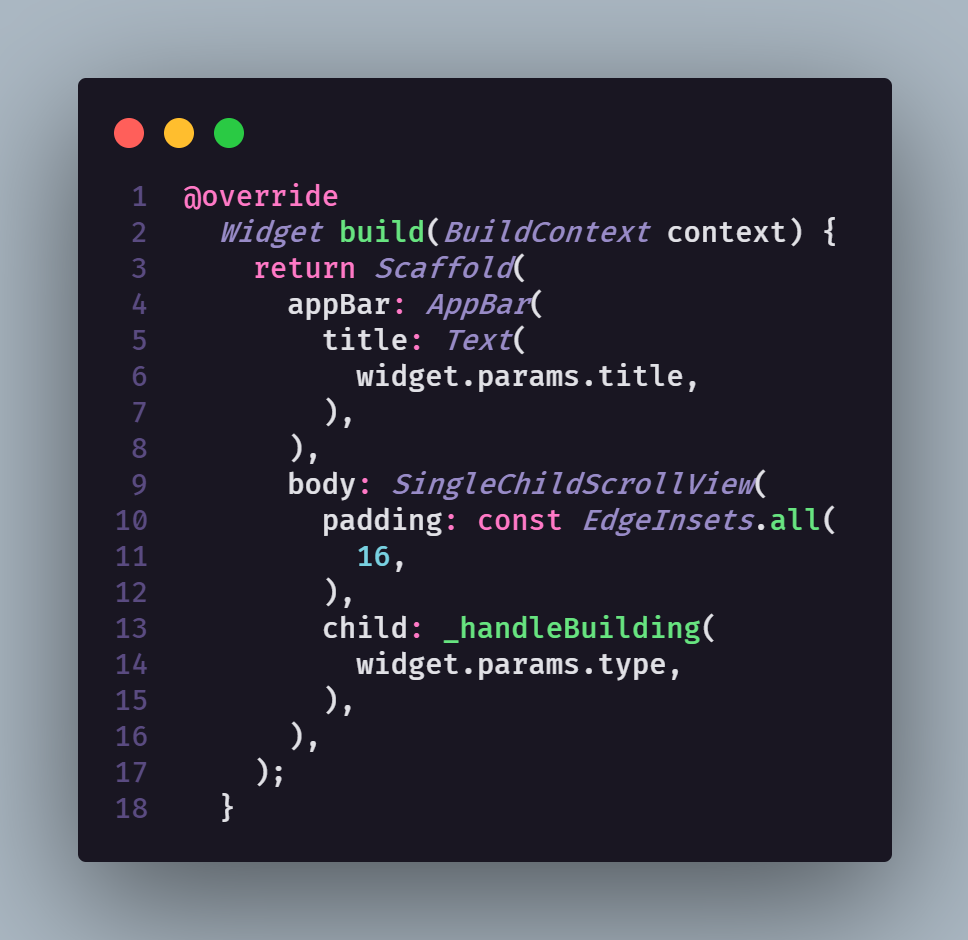 1 @override
2   Widget build(BuildContext context) {
3     return Scaffold(
4       appBar: AppBar(
5         title: Text(
6           widget.params.title,
7         ),
8       ),
9       body: SingleChildScrollView(
10         padding: const EdgeInsets.all(
11           16,
12         ),
13         child: _handleBuilding(
14           widget.params.type,
15         ),
16       ),
17     );
18   }